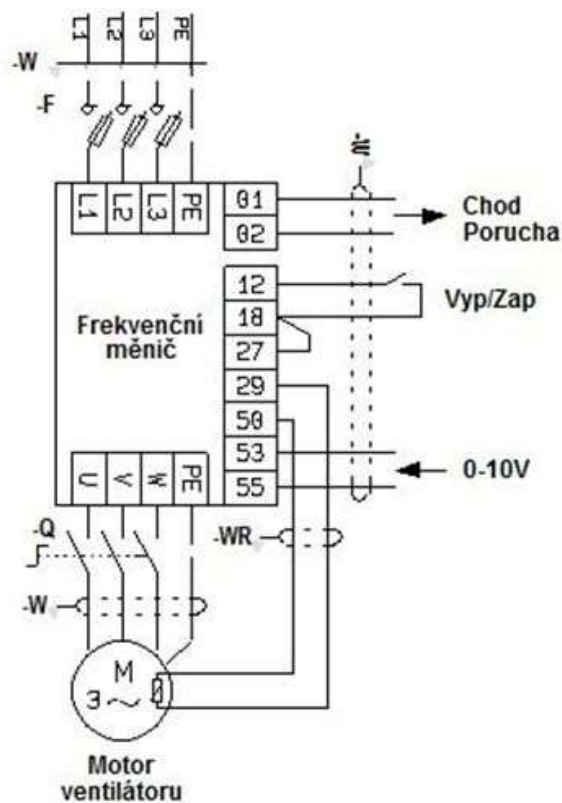 L1 L2 L3 PE
-W
-F
L1 L2 L3 PE
01
02
-W
Chod
Porucha
12
18
27
29
50
53
55
Vyp/Zap
Frekvenční
měnič
0-10V
U V W PE
-Q
-WR
-W
M
3 ~
Motor
ventilátoru